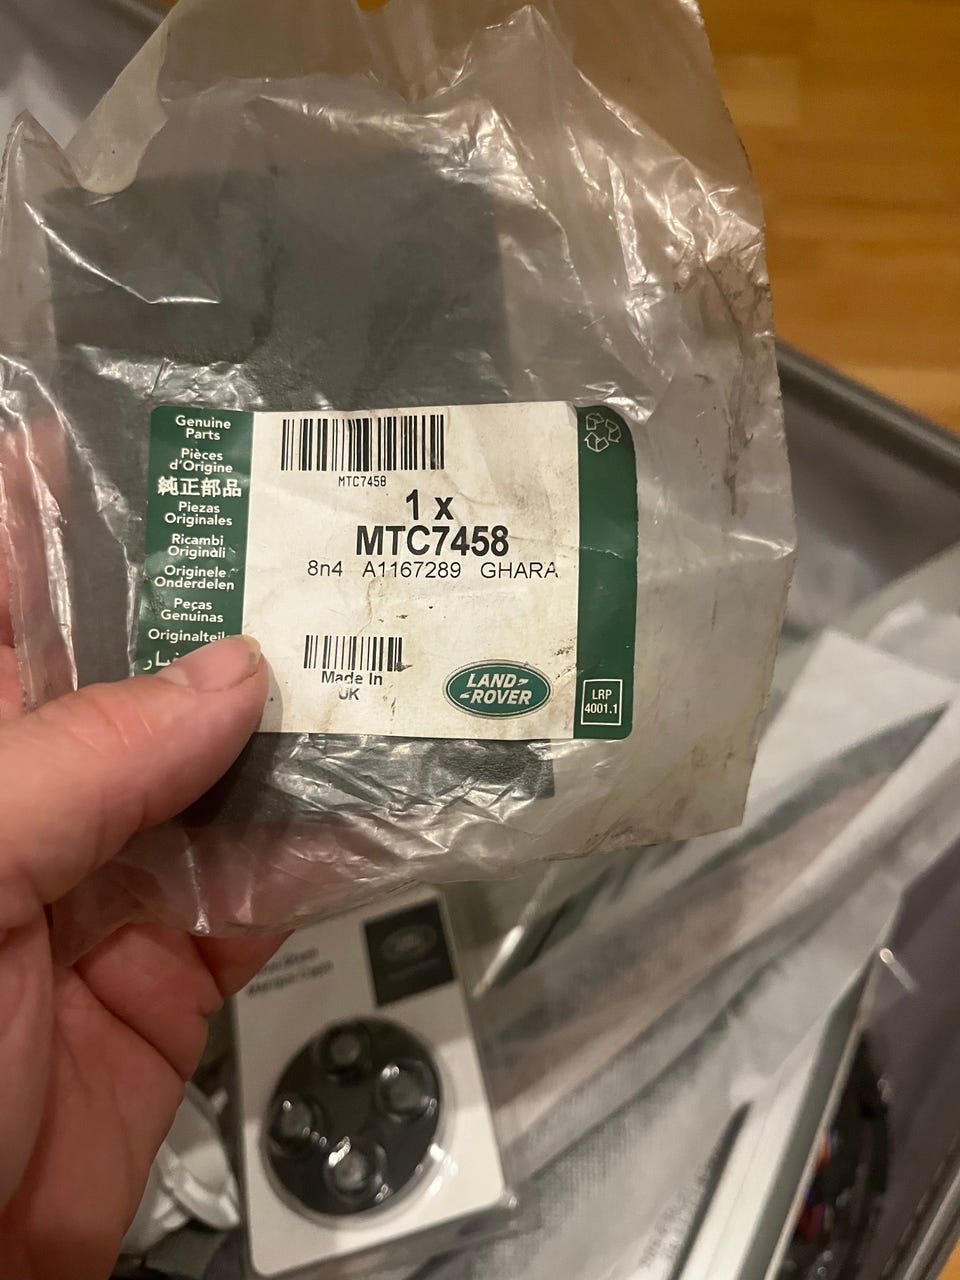 Genuine
Parts
Pièces
d'Origine
純正部品
Piezas
Originales
Ricambi
Originali
Originele
Onderdelen
Peças
Genuinas
MTC7458
1 x
MTC7458
8n4 A1167289 GHARA
Made In
UK
LAND-
-ROVER
LRP
4001.1